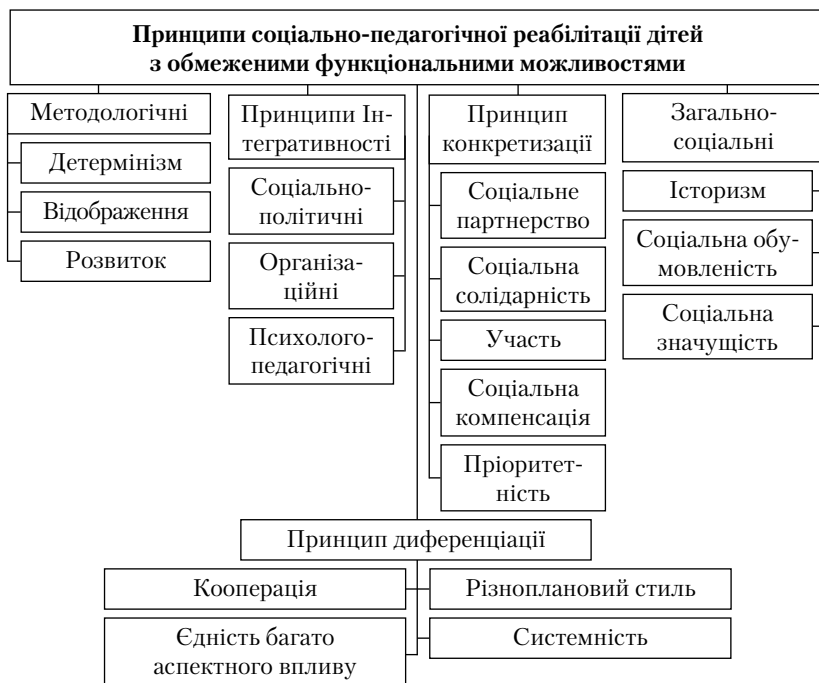 Принципи соціально-педагогічної реабілітації дітей
з обмеженими функціональними можливостями
Методологічні
Детермінізм
Відображення
Розвиток
Принципи Ін-
тегративності
Соціально-
політичні
Організа-
ційні
Психолого-
педагогічні
Принцип
конкретизації
Соціальне
партнерство
Соціальна
солідарність
Участь
Соціальна
компенсація
Пріоритет-
ність
Загально-
соціальні
Історизм
Соціальна обу-
мовленість
Соціальна
значущість
Принцип диференціації
Кооперація
Різноплановий стиль
Єдність багато
аспектного впливу
Системність